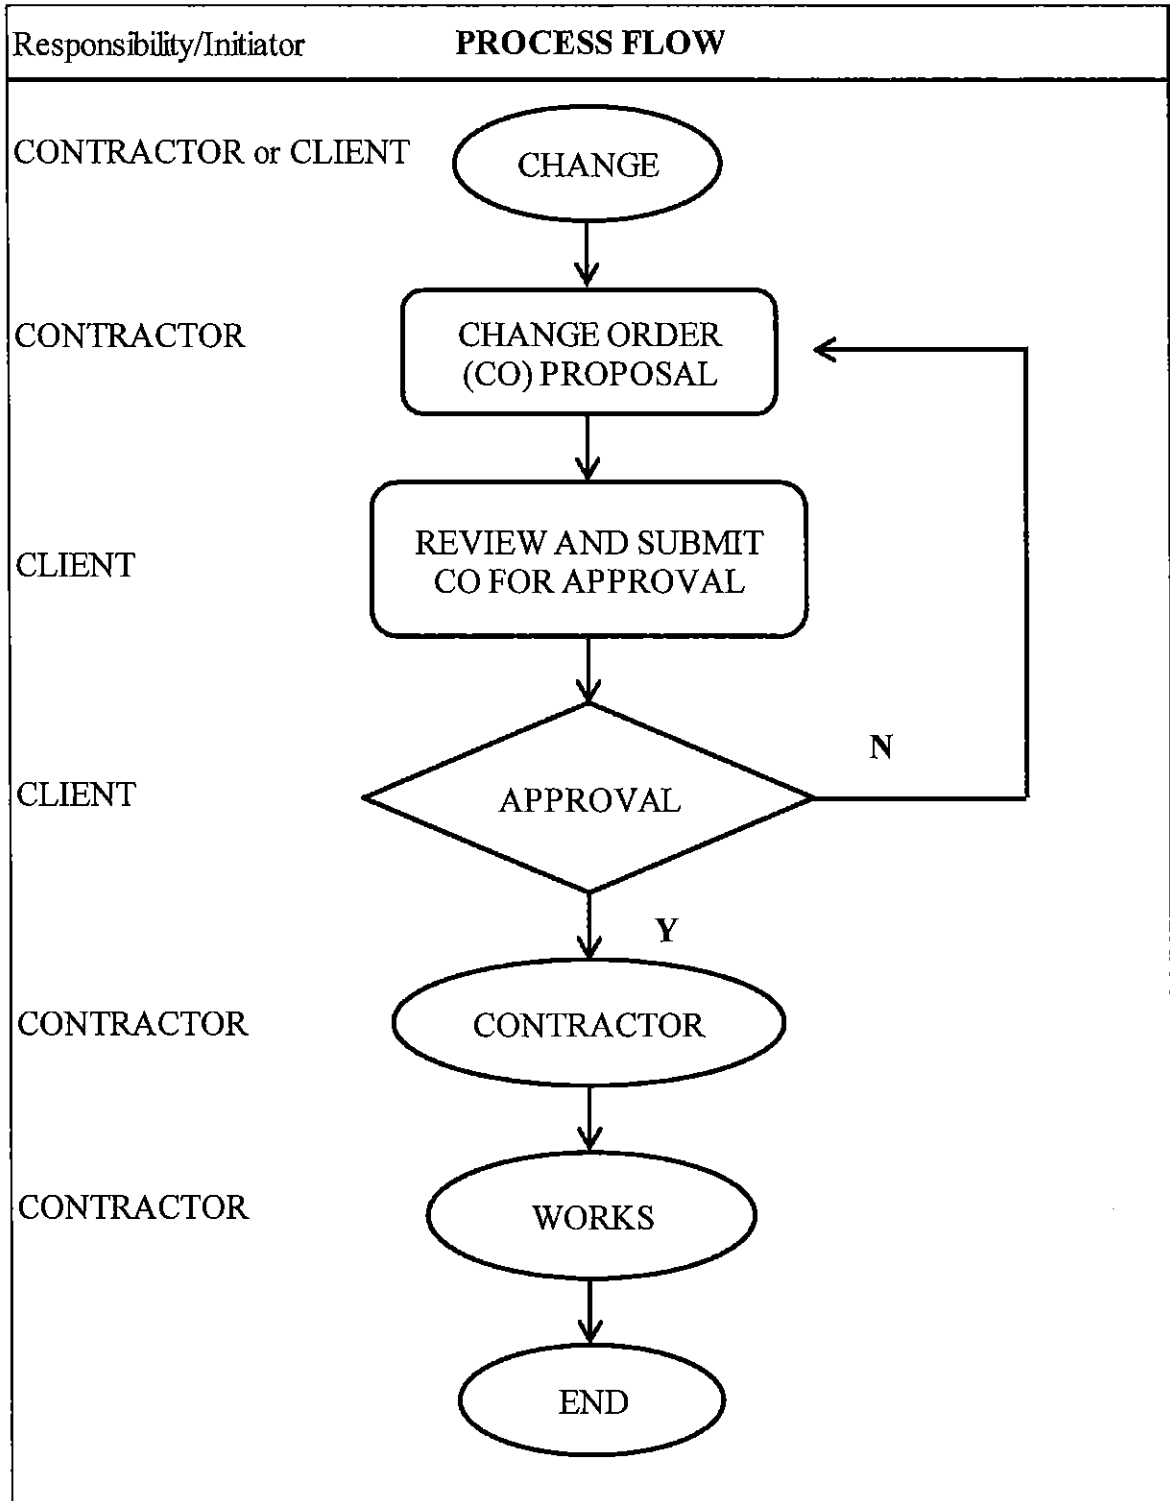 Responsibility/Initiator PROCESS FLOW
CONTRACTOR or CLIENT
CHANGE
CONTRACTOR
CHANGE ORDER
(CO) PROPOSAL
CLIENT
REVIEW AND SUBMIT
CO FOR APPROVAL
N
CLIENT
APPROVAL
Y
CONTRACTOR
CONTRACTOR
CONTRACTOR
WORKS
END